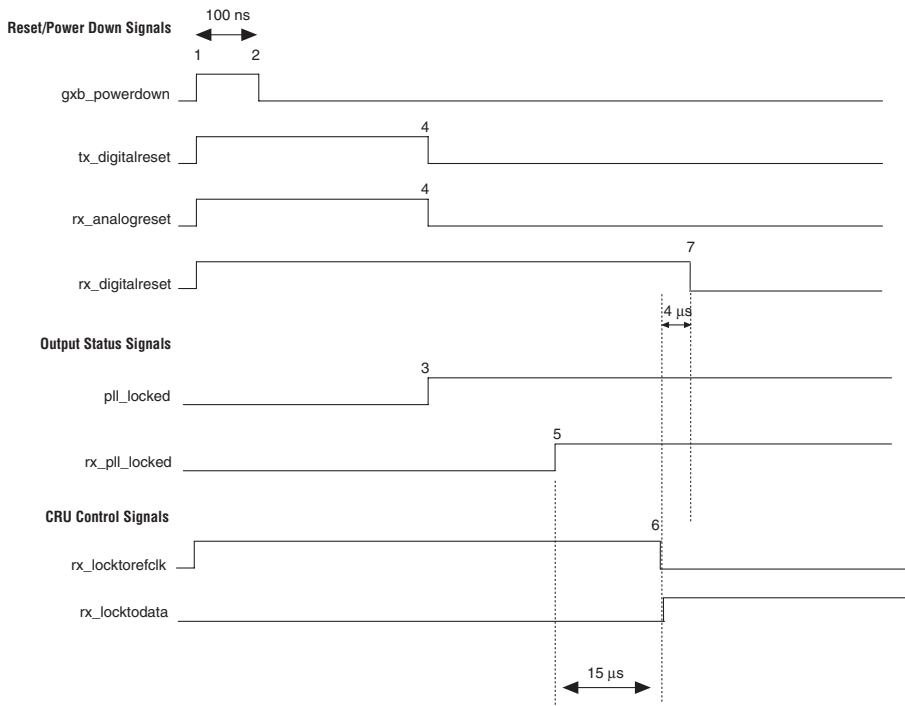 100 ns
Reset/Power Down Signals
1 2
gxb_powerdown
4
tx_digitalreset
4
rx_analogreset
7
rx_digitalreset
4 μs
Output Status Signals
3
pll_locked
5
rx_pll_locked
CRU Control Signals
6
rx_locktorefclk
rx_locktodata
15 μs